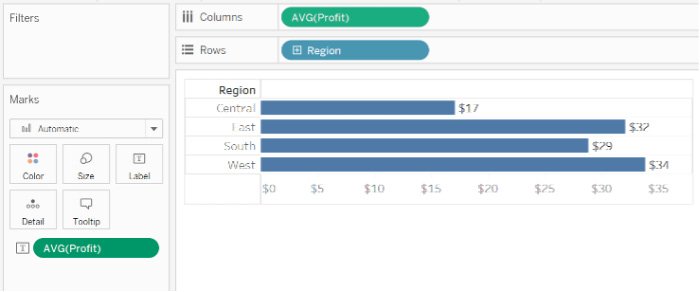 Filters
Columns AVG(Profit)
Rows Region
Marks
Automatic
Color Size Label
Detail Tooltip
AVG(Profit)
Region
Central $17
East $32
South $29
West $34
$0 $5 $10 $15 $20 $25 $30 $35